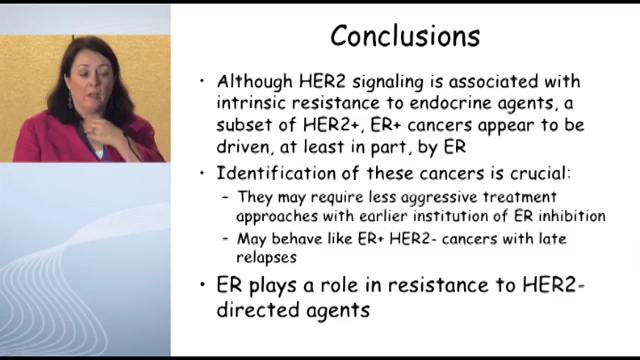 Conclusions
• Although HER2 signaling is associated with
intrinsic resistance to endocrine agents, a
subset of HER2+, ER+ cancers appear to be
driven, at least in part, by ER
• Identification of these cancers is crucial:
– They may require less aggressive treatment
approaches with earlier institution of ER inhibition
– May behave like ER+ HER2- cancers with late
relapses
• ER plays a role in resistance to HER2-
directed agents